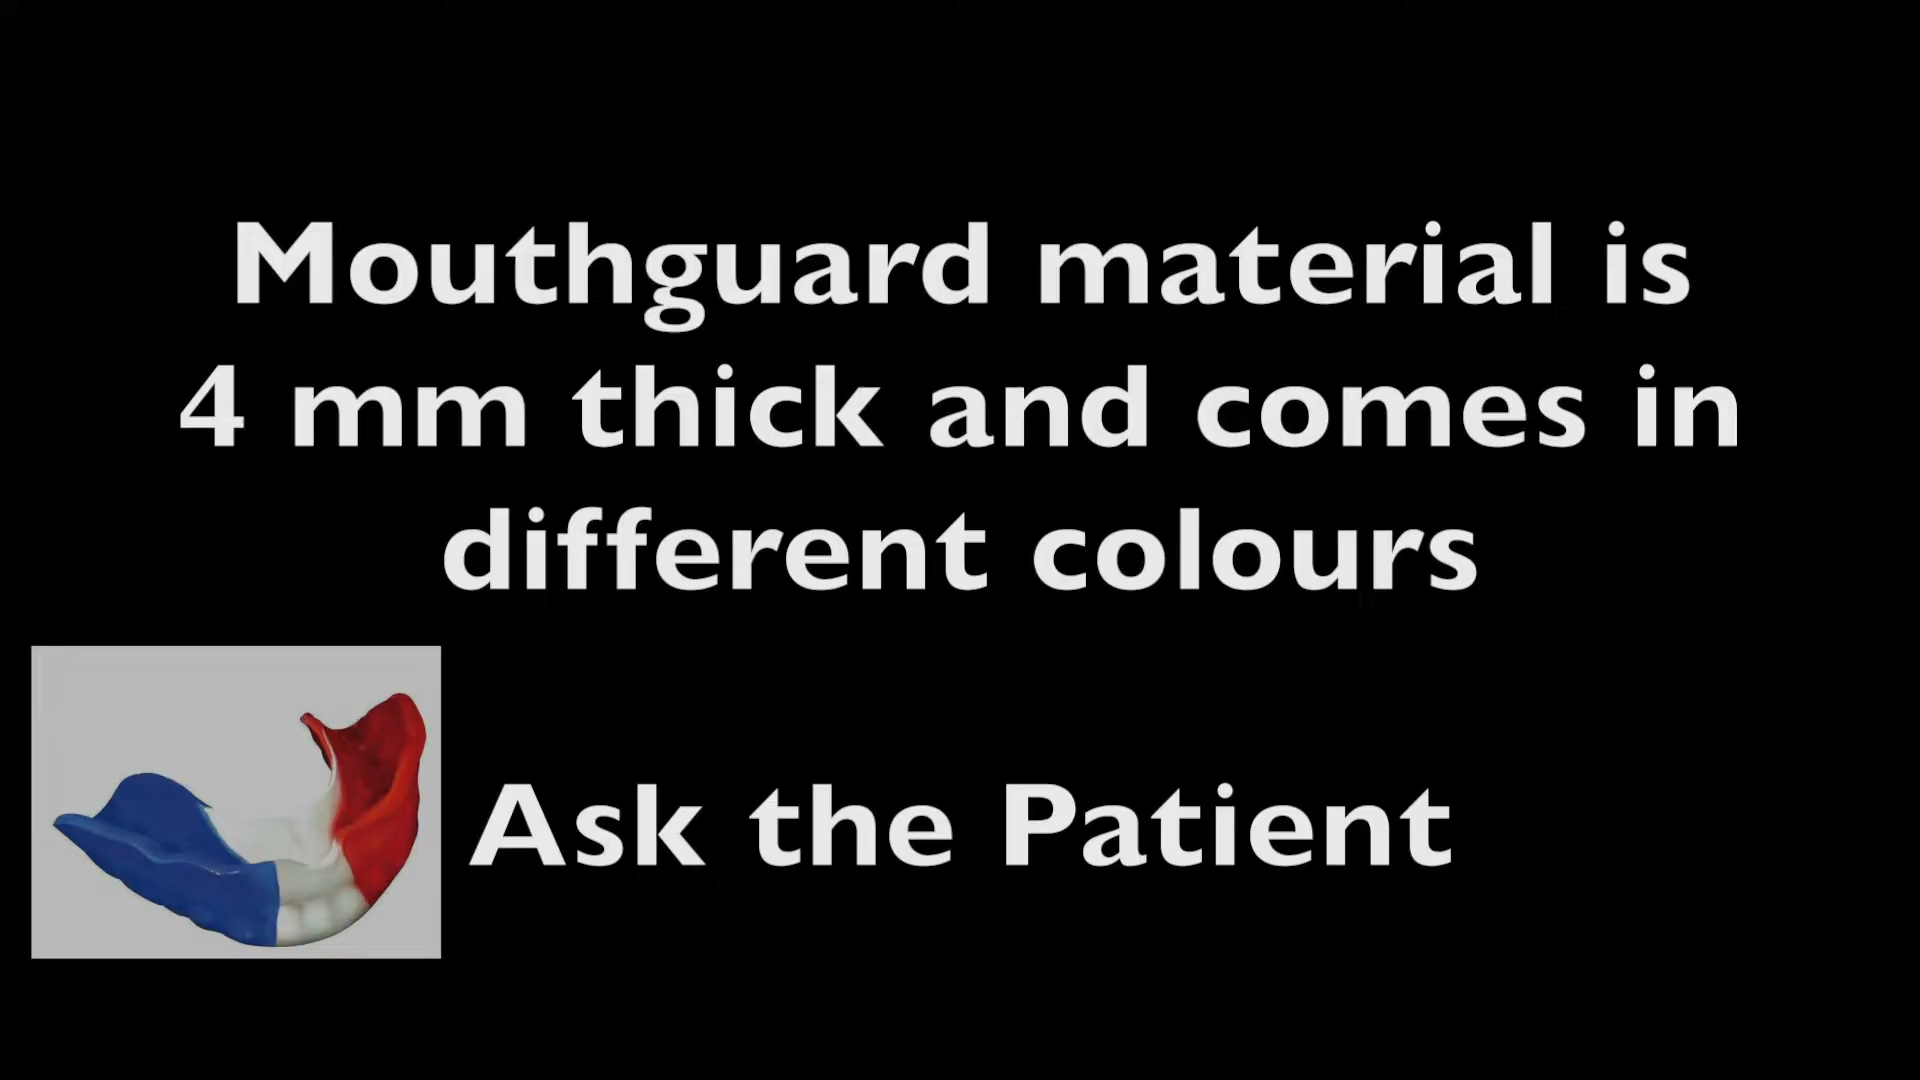 Mouthguard material is
4 mm thick and comes in
different colours
Ask the Patient